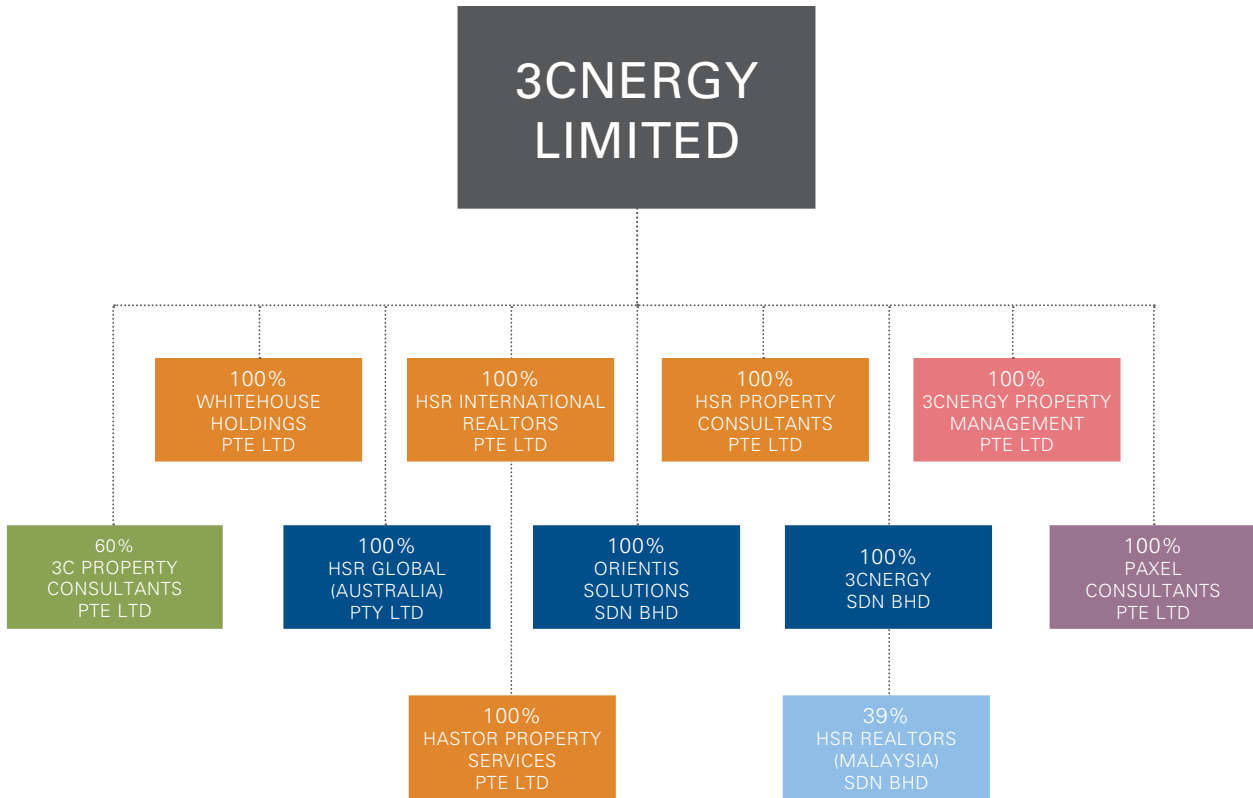 3CNERGY
LIMITED
100%
WHITEHOUSE
HOLDINGS
PTE LTD
100%
HSR INTERNATIONAL
REALTORS
PTE LTD
100%
HSR PROPERTY
CONSULTANTS
PTE LTD
100%
3CNERGY PROPERTY
MANAGEMENT
PTE LTD
60%
3C PROPERTY
CONSULTANTS
PTE LTD
100%
HSR GLOBAL
(AUSTRALIA)
PTY LTD
100%
ORIENTIS
SOLUTIONS
SDN BHD
100%
3CNERGY
SDN BHD
100%
PAXEL
CONSULTANTS
PTE LTD
100%
HASTOR PROPERTY
SERVICES
PTE LTD
39%
HSR REALTORS
(MALAYSIA)
SDN BHD